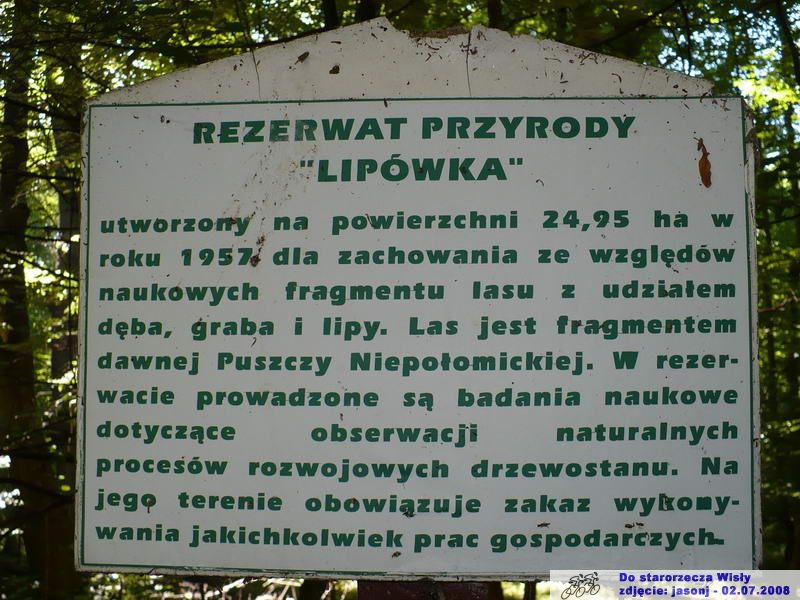 REZERWAT PRZYRODY
"LIPÓWKA"
utworzony na powierzchni 24,95 ha w
roku 1957 dla zachowania ze względów
naukowych fragmentu lasu z udziałem
dęba, graba i lipy. Las jest fragmentem
dawnej Puszczy Niepołomickiej. W rezer-
wacie prowadzone są badania naukowe
dotyczące obserwacji naturalnych
procesów rozwojowych drzewostanu. Na
jego terenie obowiązuje zakaz wykony-
wania jakichkolwiek prac gospodarczych.
Do starorzecza Wisły
zdjęcie: jasonj - 02.07.2008